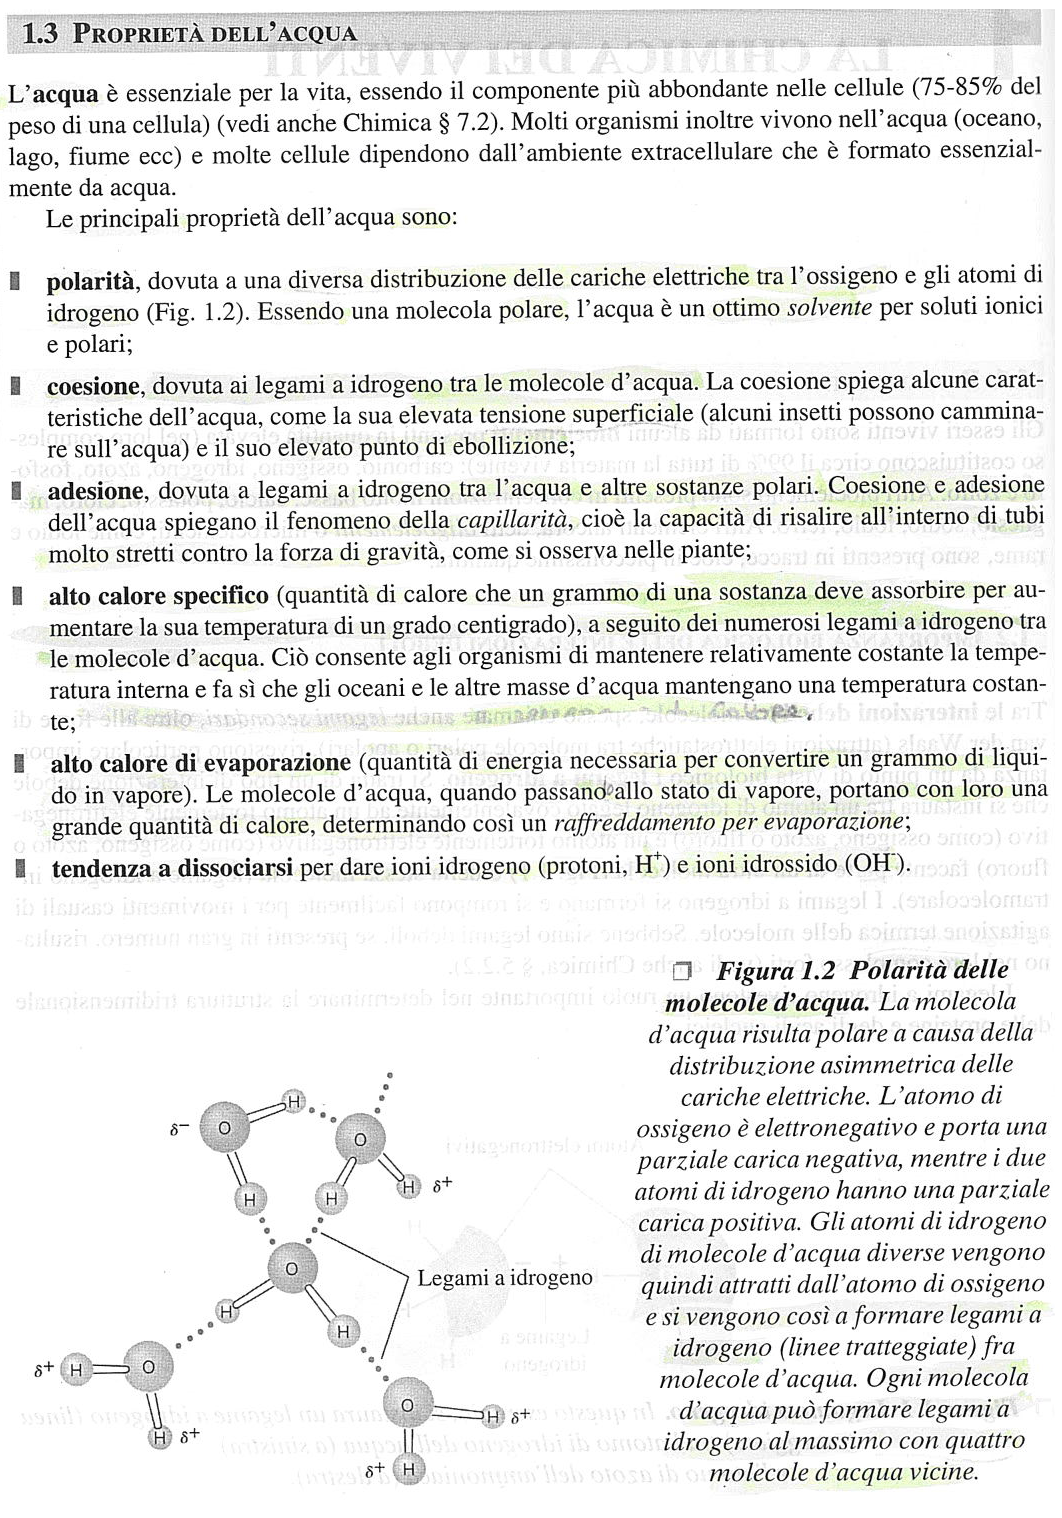 1.3 PROPRIETÀ DELL'ACQUA
L'acqua è essenziale per la vita, essendo il componente più abbondante nelle cellule (75-85% del
peso di una cellula) (vedi anche Chimica § 7.2). Molti organismi inoltre vivono nell'acqua (oceano,
lago, fiume ecc) e molte cellule dipendono dall'ambiente extracellulare che è formato essenzial-
mente da acqua.
Le principali proprietà dell'acqua sono:
polarità, dovuta a una diversa distribuzione delle cariche elettriche tra l'ossigeno e gli atomi di
idrogeno (Fig. 1.2). Essendo una molecola polare, l'acqua è un ottimo solvente per soluti ionici
e polari;
coesione, dovuta ai legami a idrogeno tra le molecole d'acqua. La coesione spiega alcune carat-
teristiche dell'acqua, come la sua elevata tensione superficiale (alcuni insetti possono cammina-
re sull'acqua) e il suo elevato punto di ebollizione;
adesione, dovuta a legami a idrogeno tra l'acqua e altre sostanze polari. Coesione e adesione
dell'acqua spiegano il fenomeno della capillarità, cioè la capacità di risalire all'interno di tubi
molto stretti contro la forza di gravità, come si osserva nelle piante;
alto calore specifico (quantità di calore che un grammo di una sostanza deve assorbire per au-
mentare la sua temperatura di un grado centigrado), a seguito dei numerosi legami a idrogeno tra
le molecole d'acqua. Ciò consente agli organismi di mantenere relativamente costante la tempe-
ratura interna e fa sì che gli oceani e le altre masse d'acqua mantengano una temperatura costan-
te;
alto calore di evaporazione (quantità di energia necessaria per convertire un grammo di liqui-
do in vapore). Le molecole d'acqua, quando passano allo stato di vapore, portano con loro una
grande quantità di calore, determinando così un raffreddamento per evaporazione;
tendenza a dissociarsi per dare ioni idrogeno (protoni, H⁺) e ioni idrossido (OH⁻).
Figura 1.2 Polarità delle
molecole d'acqua. La molecola
d'acqua risulta polare a causa della
distribuzione asimmetrica delle
cariche elettriche. L'atomo di
ossigeno è elettronegativo e porta una
parziale carica negativa, mentre i due
atomi di idrogeno hanno una parziale
carica positiva. Gli atomi di idrogeno
di molecole d'acqua diverse vengono
quindi attratti dall'atomo di ossigeno
e si vengono così a formare legami a
idrogeno (linee tratteggiate) fra
molecole d'acqua. Ogni molecola
d'acqua può formare legami a
idrogeno al massimo con quattro
molecole d'acqua vicine.
H
δ⁻ O
O
H H H δ⁺
O
Legami a idrogeno
H
H
δ⁺ H O
O H δ⁺
H δ⁺
δ⁺ H